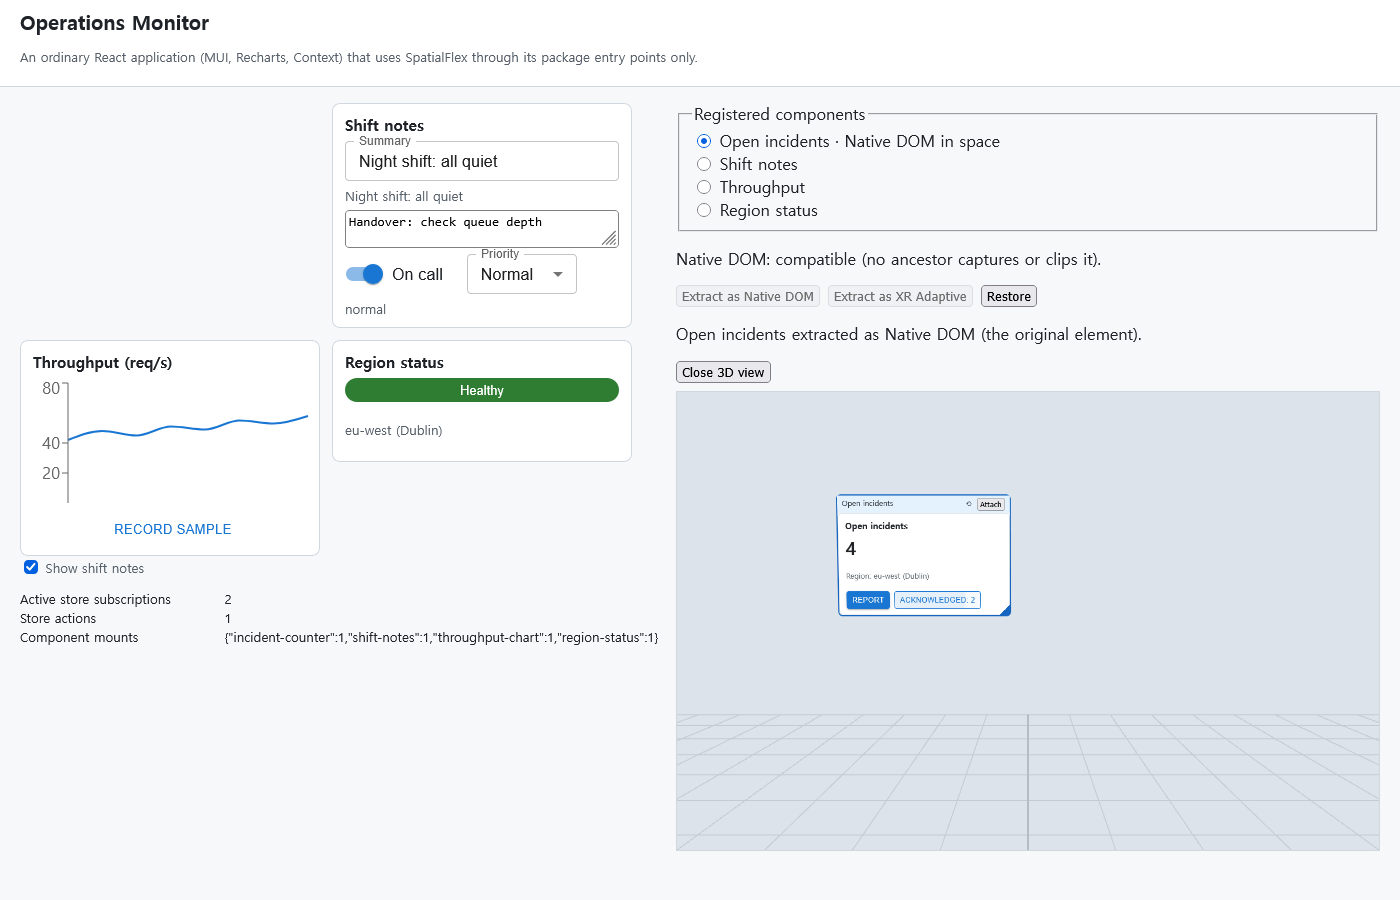 Operations Monitor
An ordinary React application (MUI, Recharts, Context) that uses SpatialFlex through its package entry points only.
Shift notes
Summary
Night shift: all quiet
Night shift: all quiet
Handover: check queue depth
On call
Priority
Normal
normal
Throughput (req/s)
80
40
20
RECORD SAMPLE
Region status
Healthy
eu-west (Dublin)
Show shift notes
Active store subscriptions 2
Store actions 1
Component mounts {"incident-counter":1,"shift-notes":1,"throughput-chart":1,"region-status":1}
Registered components
Open incidents · Native DOM in space
Shift notes
Throughput
Region status
Native DOM: compatible (no ancestor captures or clips it).
Extract as Native DOM Extract as XR Adaptive Restore
Open incidents extracted as Native DOM (the original element).
Close 3D view
Open incidents Attach
Open incidents
4
Region: eu-west (Dublin)
REPORT ACKNOWLEDGED: 2